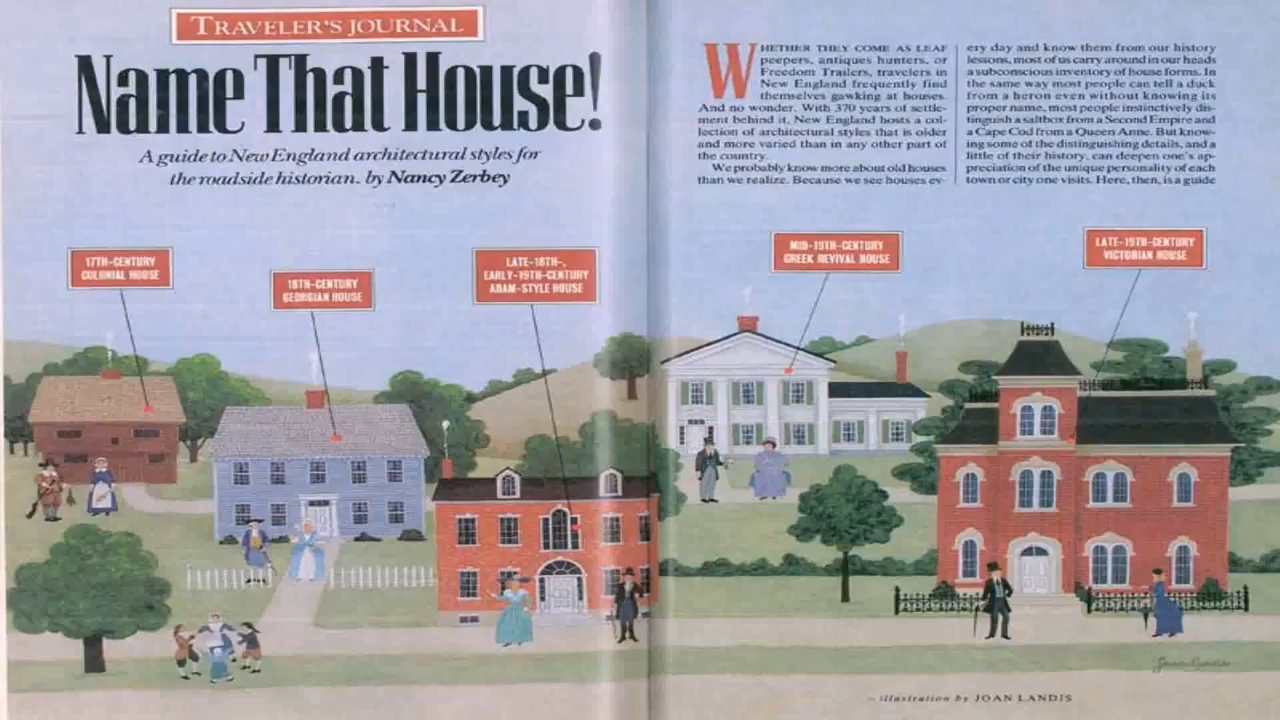 TRAVELER'S JOURNAL
Name That House!
A guide to New England architectural styles for
the roadside historian. by Nancy Zerbey
WHETHER THEY COME AS LEAF
peepers, antiques hunters, or
Freedom Trailers, travelers in
New England frequently find
themselves gawking at houses.
And no wonder. With 370 years of settle-
ment behind it, New England hosts a col-
lection of architectural styles that is older
and more varied than in any other part of
the country.
We probably know more about old houses
than we realize. Because we see houses ev-
ery day and know them from our history
lessons, most of us carry around in our heads
a subconscious inventory of house forms. In
the same way most people can tell a duck
from a heron even without knowing its
proper name, most people instinctively dis-
tinguish a saltbox from a Second Empire and
a Cape Cod from a Queen Anne. But know-
ing some of the distinguishing details, and a
little of their history, can deepen one's ap-
preciation of the unique personality of each
town or city one visits. Here, then, is a guide
17TH-CENTURY
COLONIAL HOUSE
18TH-CENTURY
GEORGIAN HOUSE
LATE-18TH-,
EARLY-19TH-CENTURY
ADAM-STYLE HOUSE
MID-19TH-CENTURY
GREEK REVIVAL HOUSE
LATE-19TH-CENTURY
VICTORIAN HOUSE
Joan Landis
– illustration by JOAN LANDIS